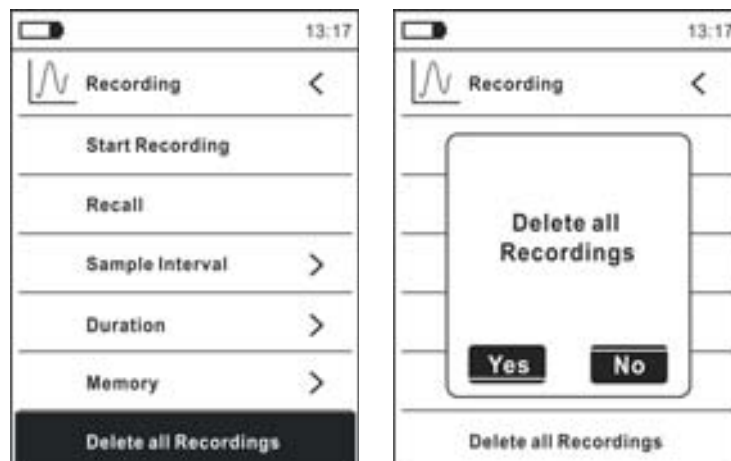 13:17
Recording <
Start Recording
Recall
Sample Interval >
Duration >
Memory >
Delete all Recordings
13:17
Recording <
Delete all
Recordings
Yes No
Delete all Recordings